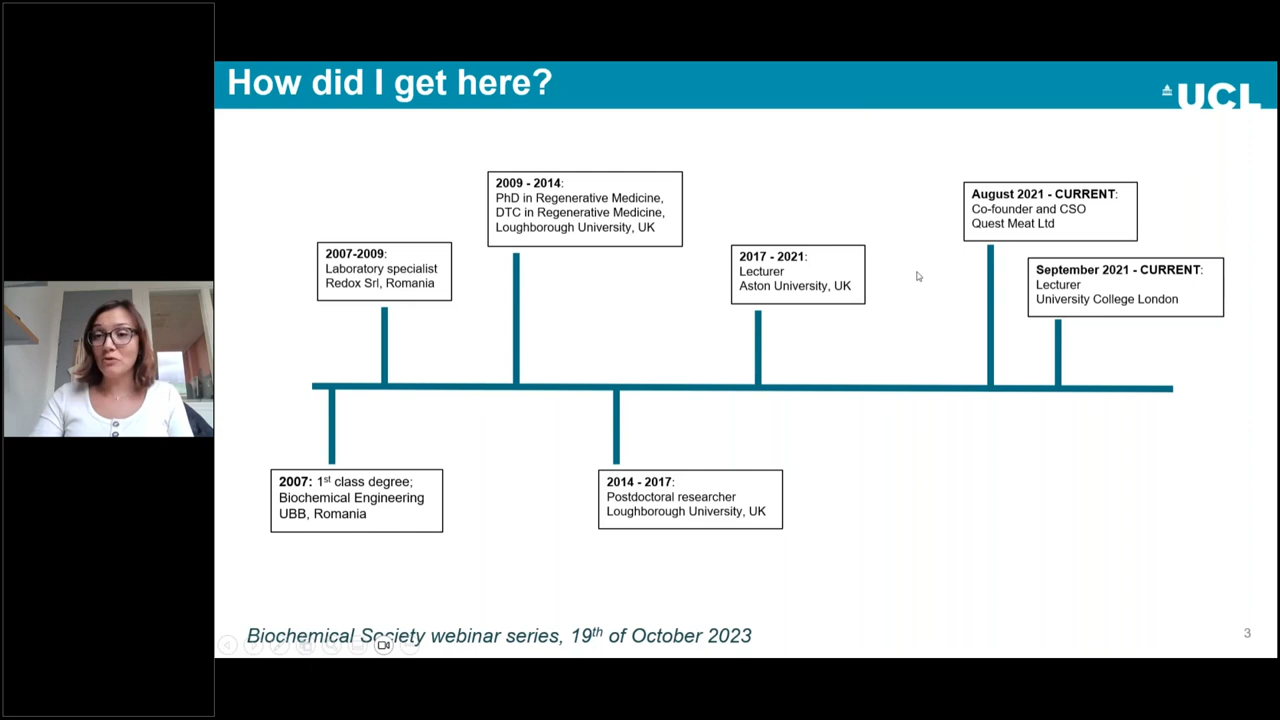 How did I get here?
UCL
2009 - 2014:
PhD in Regenerative Medicine,
DTC in Regenerative Medicine,
Loughborough University, UK
August 2021 - CURRENT:
Co-founder and CSO
Quest Meat Ltd
2007-2009:
Laboratory specialist
Redox Srl, Romania
2017 - 2021:
Lecturer
Aston University, UK
September 2021 - CURRENT:
Lecturer
University College London
2007: 1st class degree;
Biochemical Engineering
UBB, Romania
2014 - 2017:
Postdoctoral researcher
Loughborough University, UK
Biochemical Society webinar series, 19th of October 2023
3